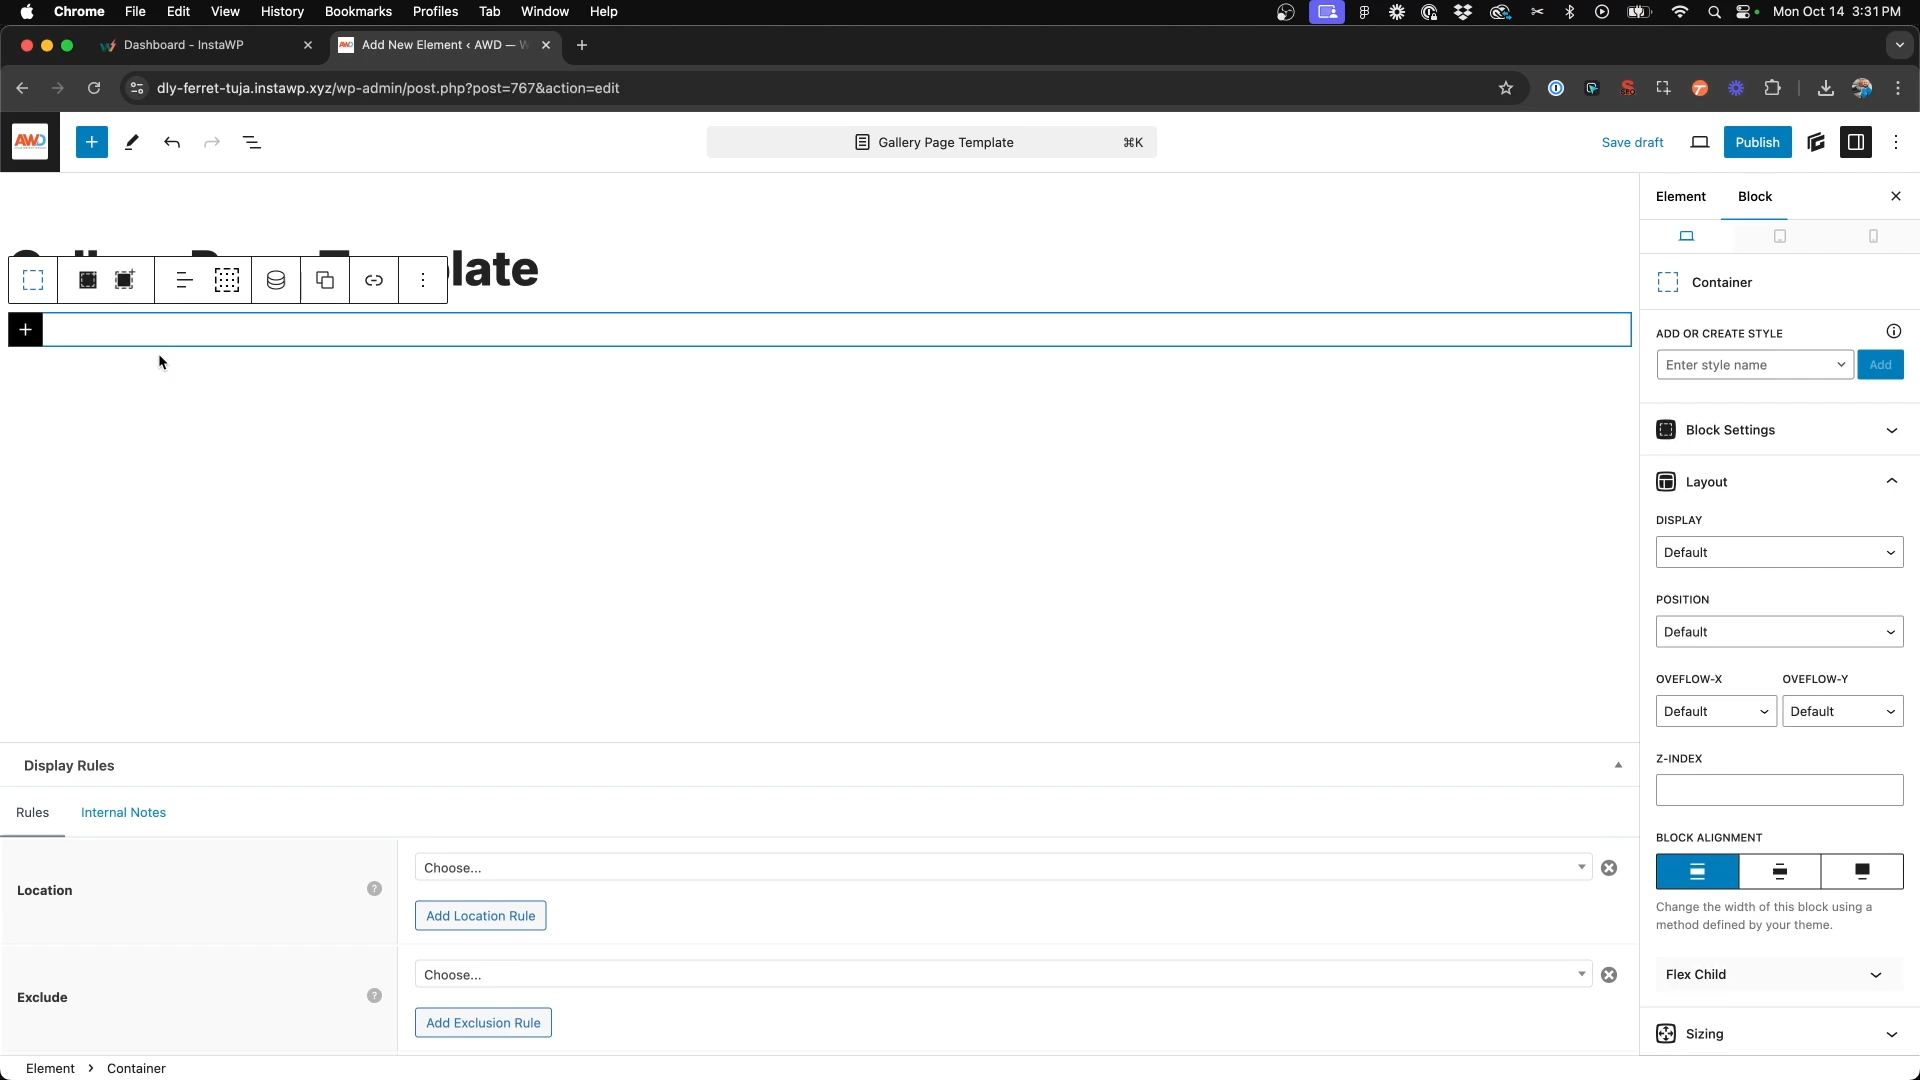 Chrome File Edit View History Bookmarks Profiles Tab Window Help
Mon Oct 14 3:31 PM
Dashboard - InstaWP
Add New Element ‹ AWD — W
dly-ferret-tuja.instawp.xyz/wp-admin/post.php?post=767&action=edit
AWD
Gallery Page Template ⌘K
Save draft
Publish
Element Block
late
Container
ADD OR CREATE STYLE
Enter style name
Add
Block Settings
Layout
DISPLAY
Default
POSITION
Default
OVEFLOW-X OVEFLOW-Y
Default Default
Z-INDEX
BLOCK ALIGNMENT
Change the width of this block using a
method defined by your theme.
Flex Child
Sizing
Display Rules
Rules Internal Notes
Location
Choose...
Add Location Rule
Exclude
Choose...
Add Exclusion Rule
Element › Container